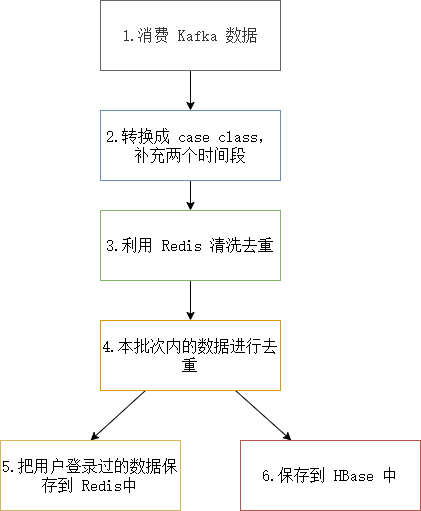 1.消费 Kafka 数据
2.转换成 case class，
补充两个时间段
3.利用 Redis 清洗去重
4.本批次内的数据进行去
重
5.把用户登录过的数据保
存到 Redis中
6.保存到 HBase 中